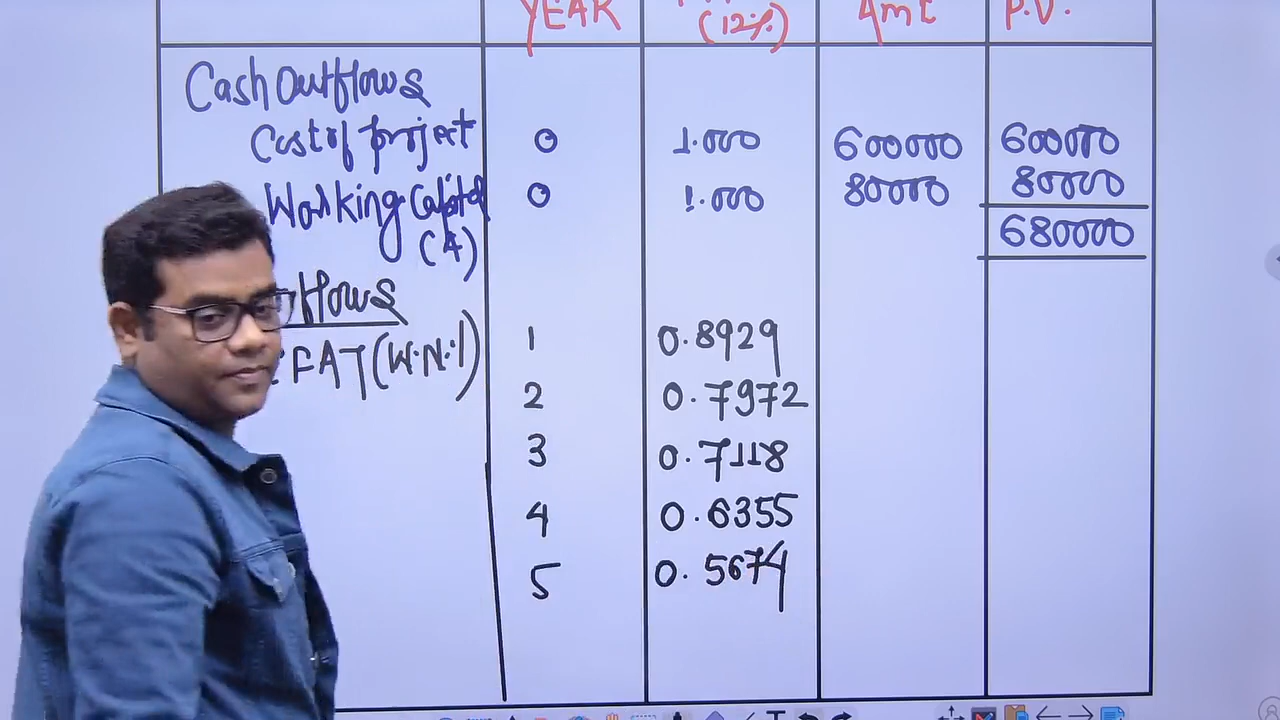 YEAR (12%) Amt P.V.
Cash Outflows
Cost of project 0 1.000 600000 600000
Working Capital 0 1.000 80000 80000
(A) 680000
flows
FAT (W.N.1) 1 0.8929
2 0.7972
3 0.7118
4 0.6355
5 0.5674